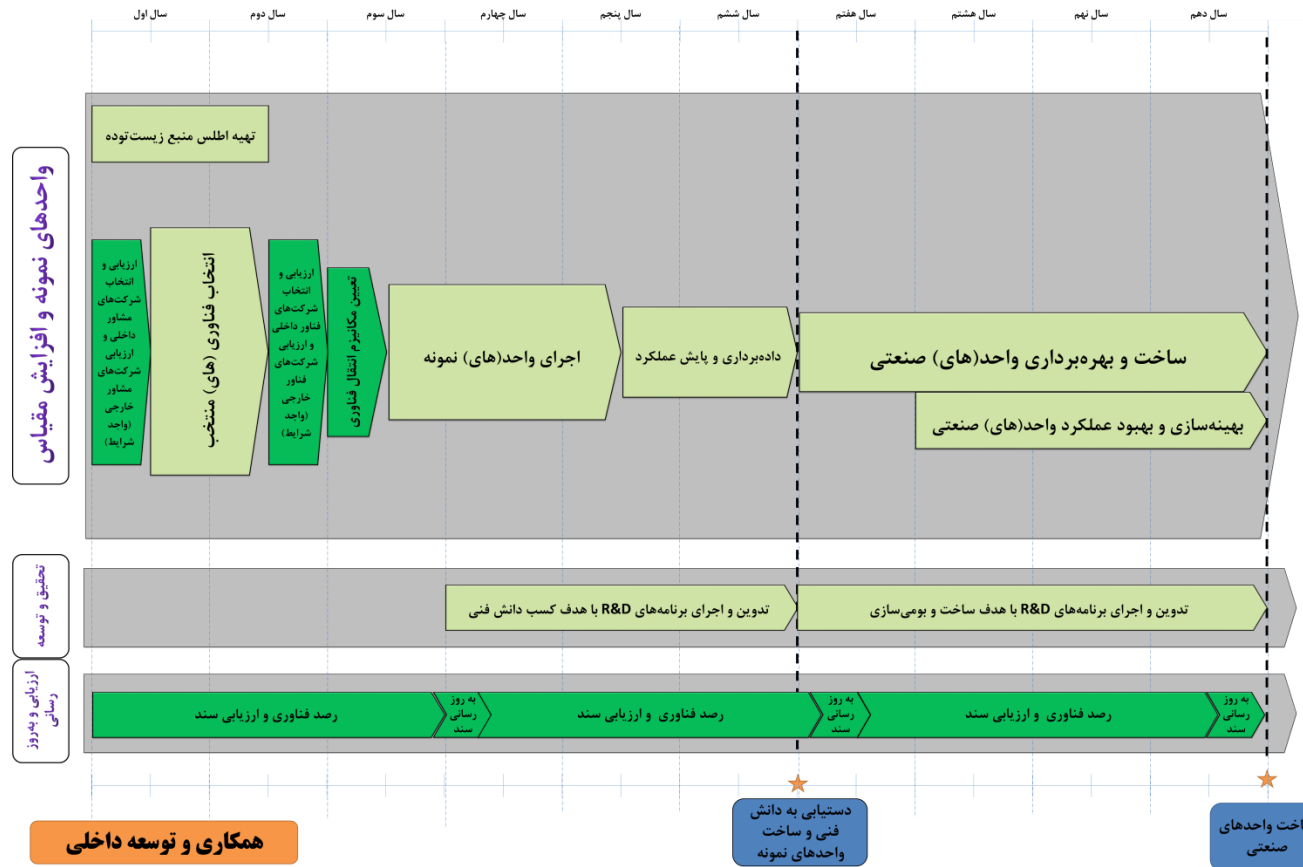 سال اول
سال دوم
سال سوم
سال چهارم
سال پنجم
سال ششم
سال هفتم
سال هشتم
سال نهم
سال دهم
واحدهای نمونه و افزایش مقیاس
تهیه اطلس منبع زیست‌توده
ارزیابی و
انتخاب
شرکت‌های
مشاور
داخلی و
ارزیابی
شرکت‌های
مشاور
خارجی
(واجد
شرایط)
انتخاب فناوری (های) منتخب
ارزیابی و
انتخاب
شرکت‌های
فناور داخلی
و ارزیابی
شرکت‌های
فناور
خارجی
(واجد
شرایط)
تعیین مکانیزم انتقال فناوری
اجرای واحد(های) نمونه
داده‌برداری و پایش عملکرد
ساخت و بهره‌برداری واحد(های) صنعتی
بهینه‌سازی و بهبود عملکرد واحد(های) صنعتی
تحقیق و توسعه
تدوین و اجرای برنامه‌های R&D با هدف کسب دانش فنی
تدوین و اجرای برنامه‌های R&D با هدف ساخت و بومی‌سازی
ارزیابی و به‌روز
رسانی
رصد فناوری و ارزیابی سند
به روز
رسانی
سند
رصد فناوری و ارزیابی سند
به روز
رسانی
سند
رصد فناوری و ارزیابی سند
به روز
رسانی
سند
همکاری و توسعه داخلی
دستیابی به دانش
فنی و ساخت
واحدهای نمونه
اخت واحدهای
صنعتی